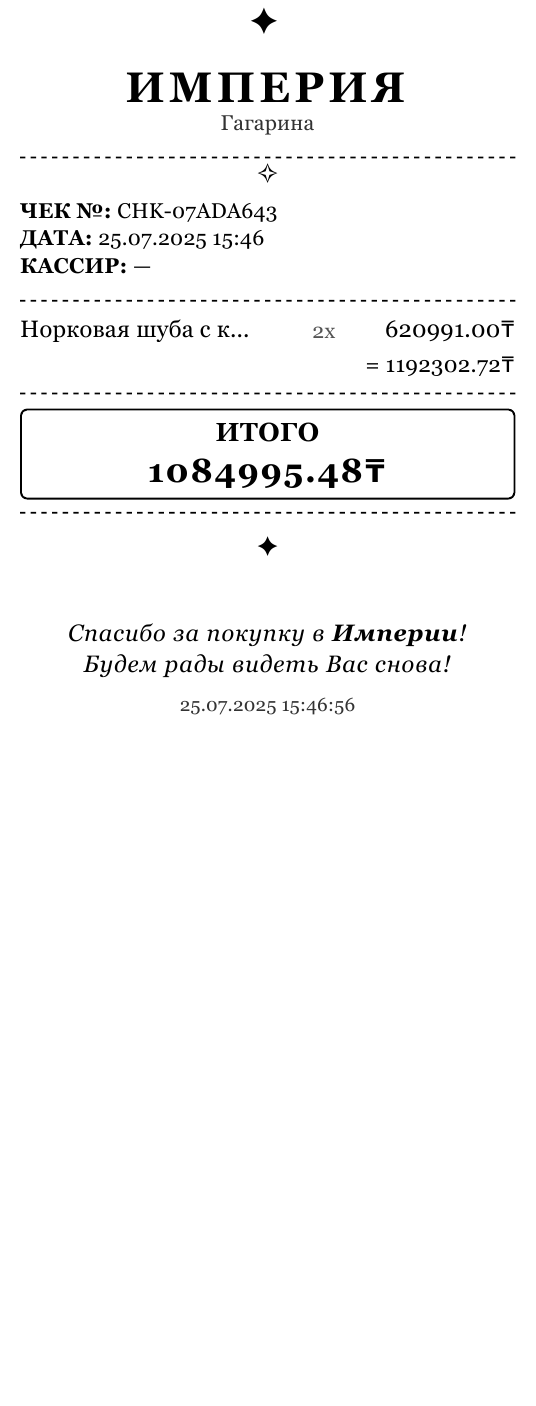 ИМПЕРИЯ
Гагарина
ЧЕК №: CHK-07ADA643
ДАТА: 25.07.2025 15:46
КАССИР: —
Норковая шуба с к... 2x 620991.00₸
= 1192302.72₸
ИТОГО
1084995.48₸
Спасибо за покупку в Империи!
Будем рады видеть Вас снова!
25.07.2025 15:46:56